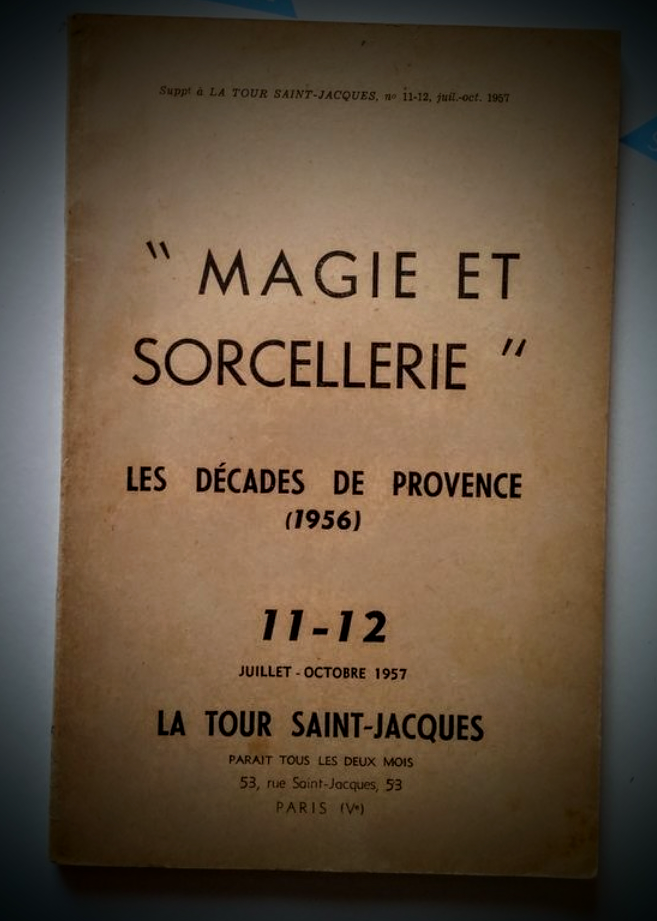 Suppt à LA TOUR SAINT-JACQUES, no 11-12, juil.-oct. 1957
" MAGIE ET
SORCELLERIE "
LES DÉCADES DE PROVENCE
(1956)
11-12
JUILLET - OCTOBRE 1957
LA TOUR SAINT-JACQUES
PARAIT TOUS LES DEUX MOIS
53, rue Saint-Jacques, 53
PARIS (Ve)